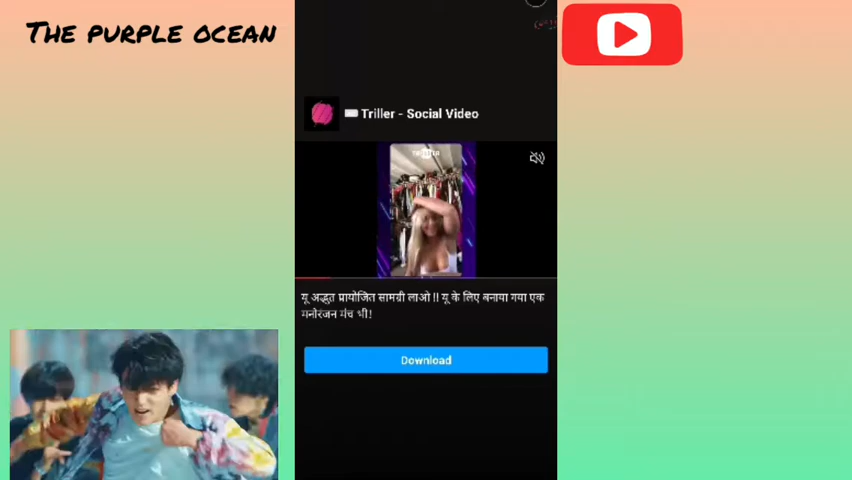 THE PURPLE OCEAN
Triller - Social Video
यू अद्भुत प्रायोजित सामग्री लाओ !! यू के लिए बनाया गया एक
मनोरंजन मंच भी!
Download